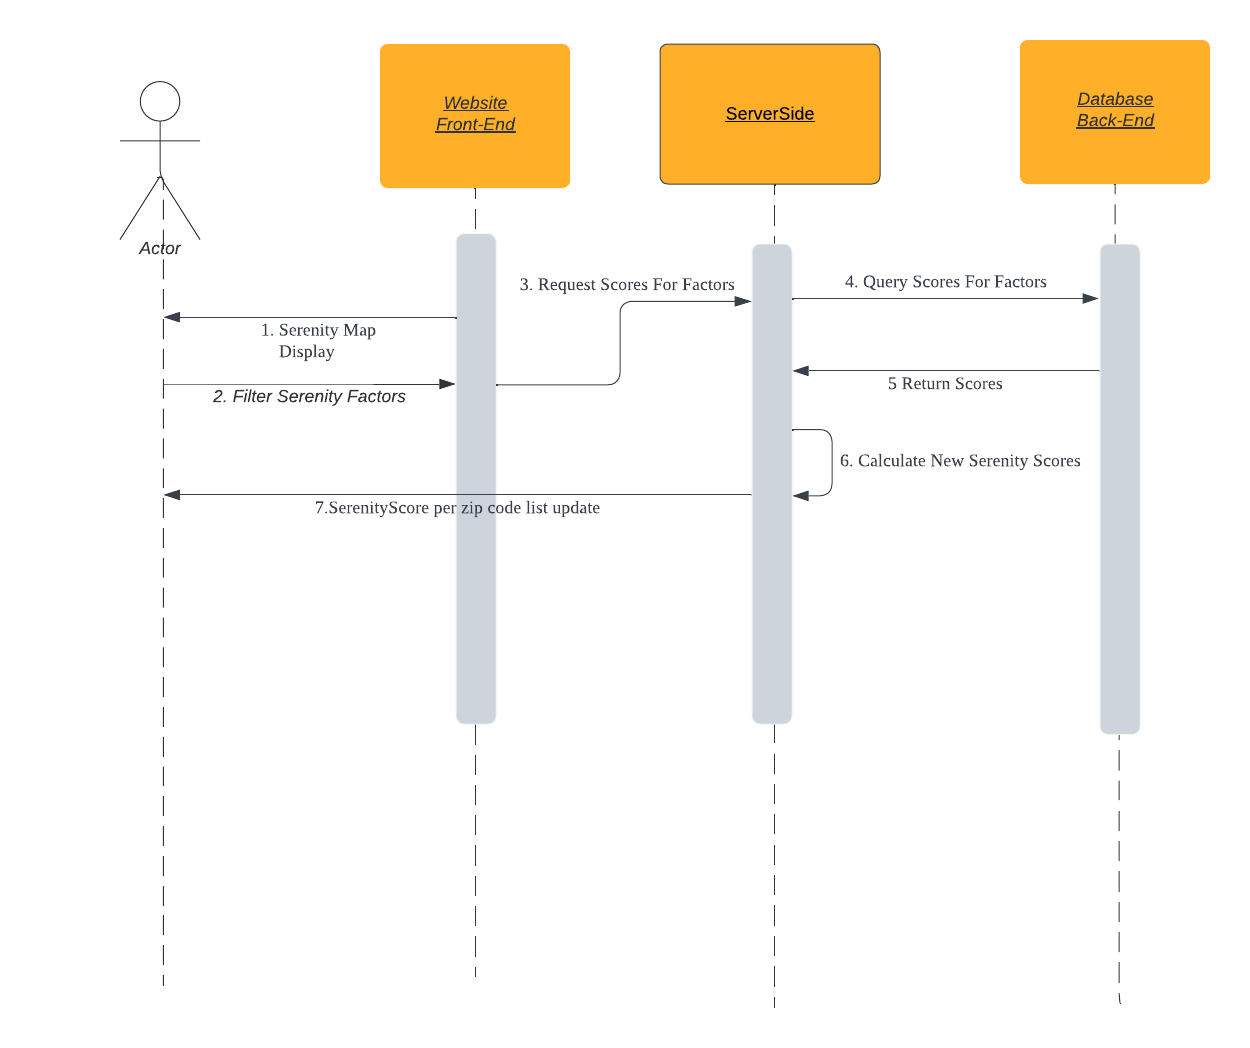 Website
Front-End
ServerSide
Database
Back-End
Actor
3. Request Scores For Factors
4. Query Scores For Factors
1. Serenity Map
Display
2. Filter Serenity Factors
5 Return Scores
6. Calculate New Serenity Scores
7.SerenityScore per zip code list update